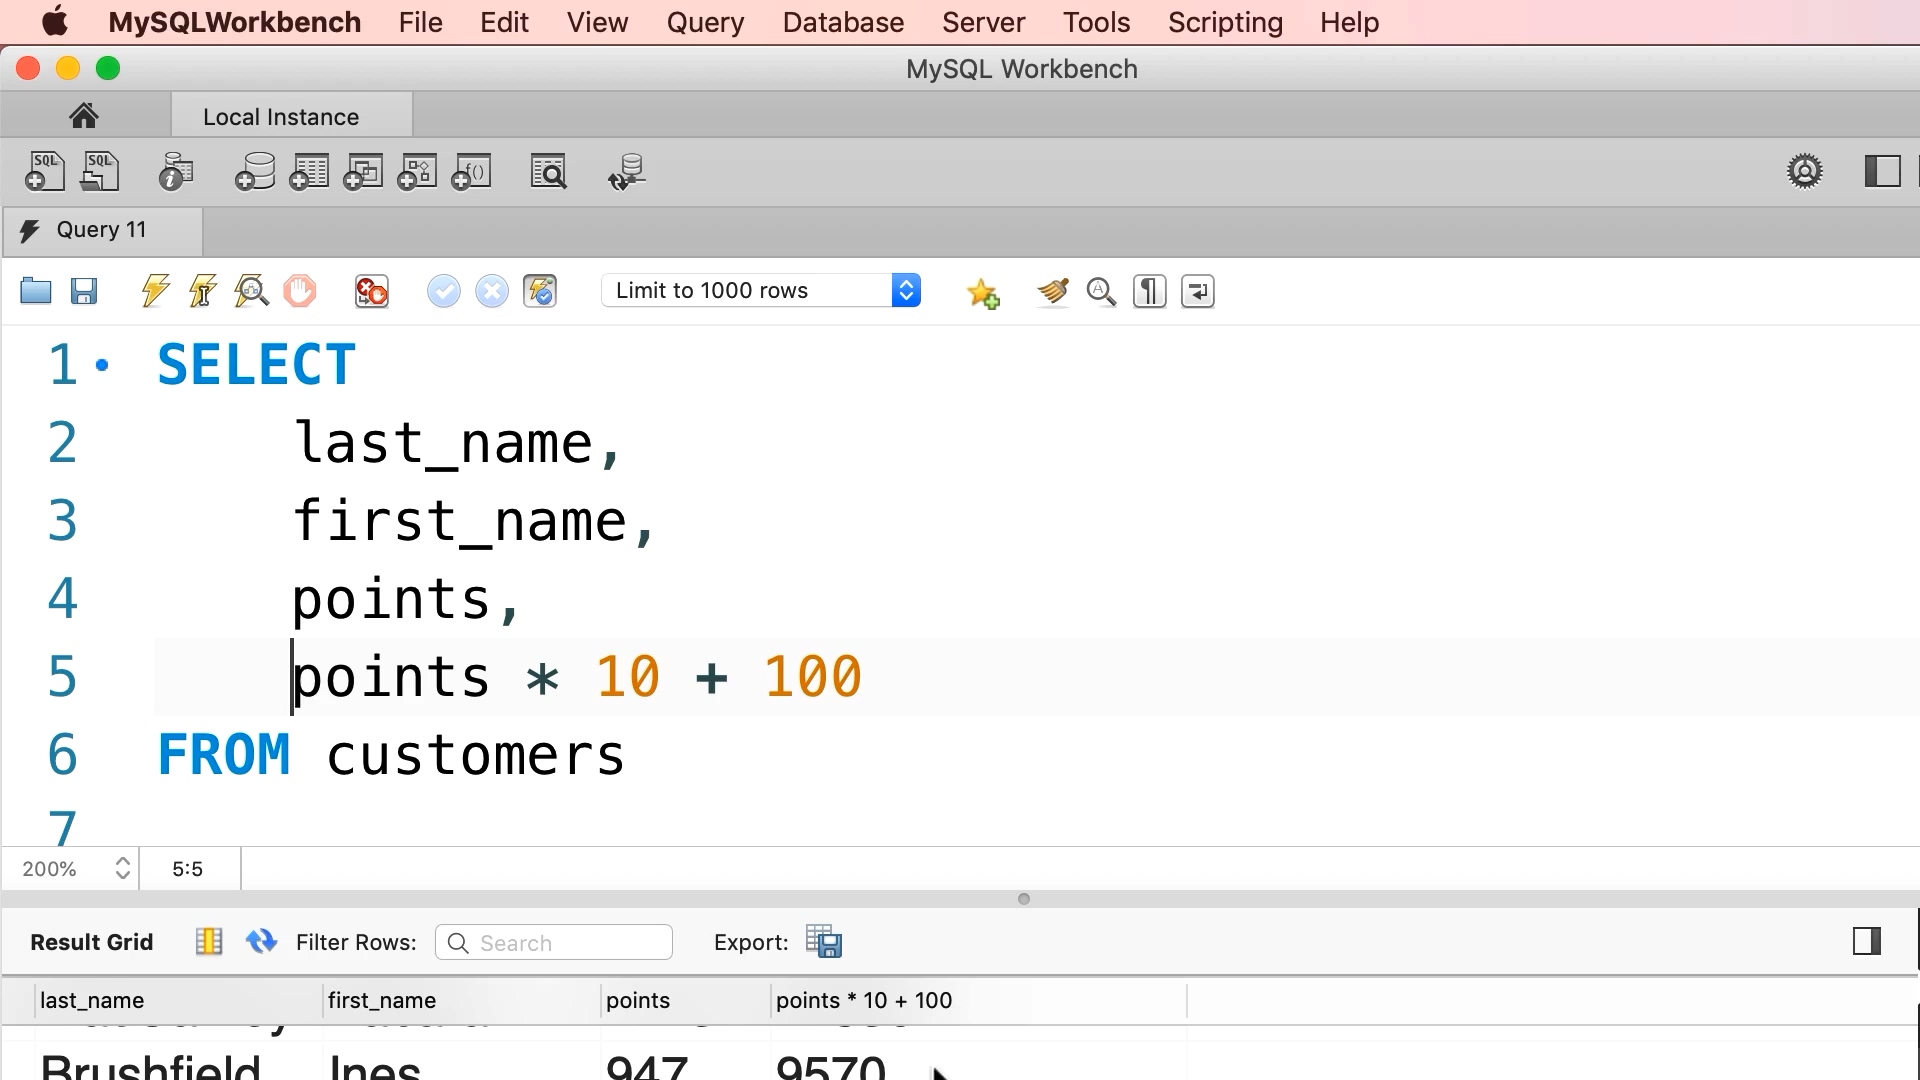 MySQLWorkbench File Edit View Query Database Server Tools Scripting Help
MySQL Workbench
Local Instance
SQL SQL
Query 11
Limit to 1000 rows
1 SELECT
2 last_name,
3 first_name,
4 points,
5 points * 10 + 100
6 FROM customers
7
200% 5:5
Result Grid Filter Rows: Search Export:
last_name first_name points points * 10 + 100
Brushfield Ines 947 9570